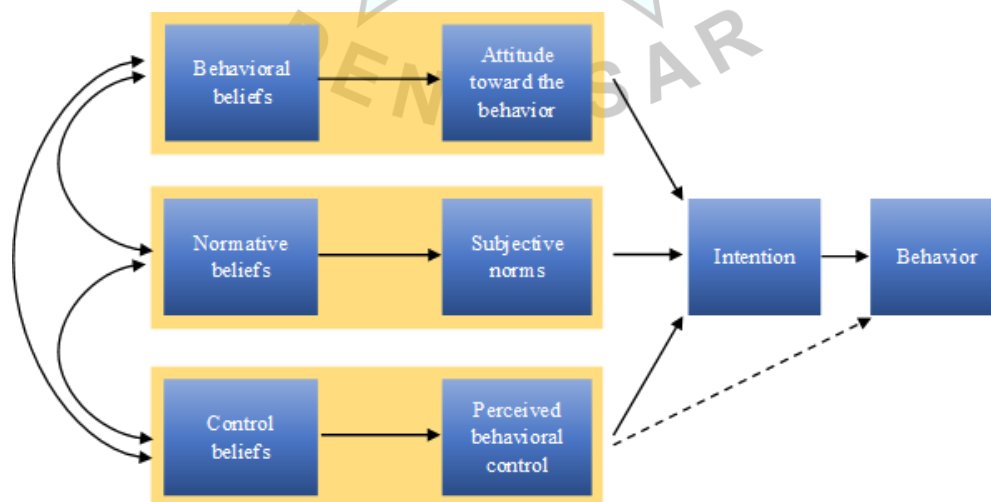 Behavioral
beliefs
Attitude
toward the
behavior
Normative
beliefs
Subjective
norms
Intention
Behavior
Control
beliefs
Perceived
behavioral
control